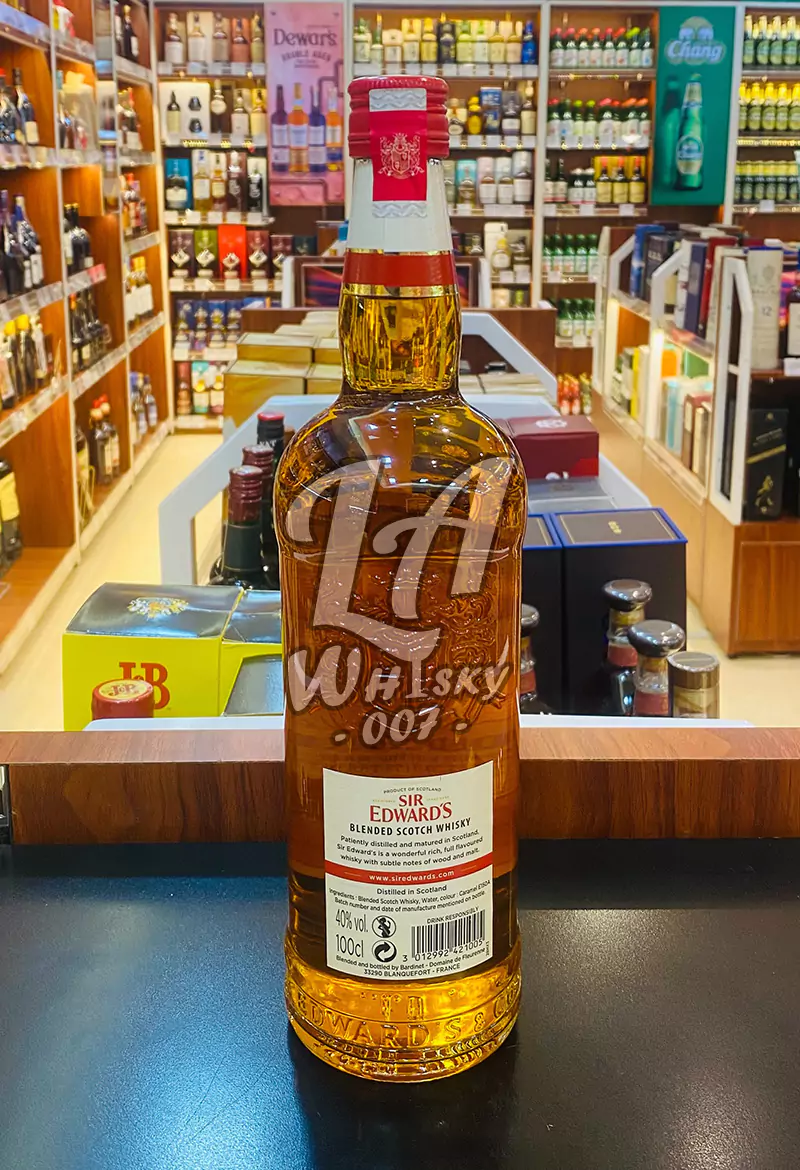 Dewar's
DOUBLE AGED
Chang
LA
WHISKY
- 007 -
J&B
J&B
12
PRODUCT OF SCOTLAND
SIR
EDWARD'S
BLENDED SCOTCH WHISKY
Patiently distilled and matured in Scotland,
Sir Edward's is a wonderful rich, full flavoured
whisky with subtle notes of wood and malt.
www.siredwards.com
Distilled in Scotland
Ingredients : Blended Scotch Whisky, Water, colour : Caramel E150A
Batch number and date of manufacture mentioned on bottle.
40% vol.
100cl
DRINK RESPONSIBLY
3 012992 421005
Blended and bottled by Bardinet - Domaine de Fleurenne
33290 BLANQUEFORT - FRANCE
EDWARD'S & C